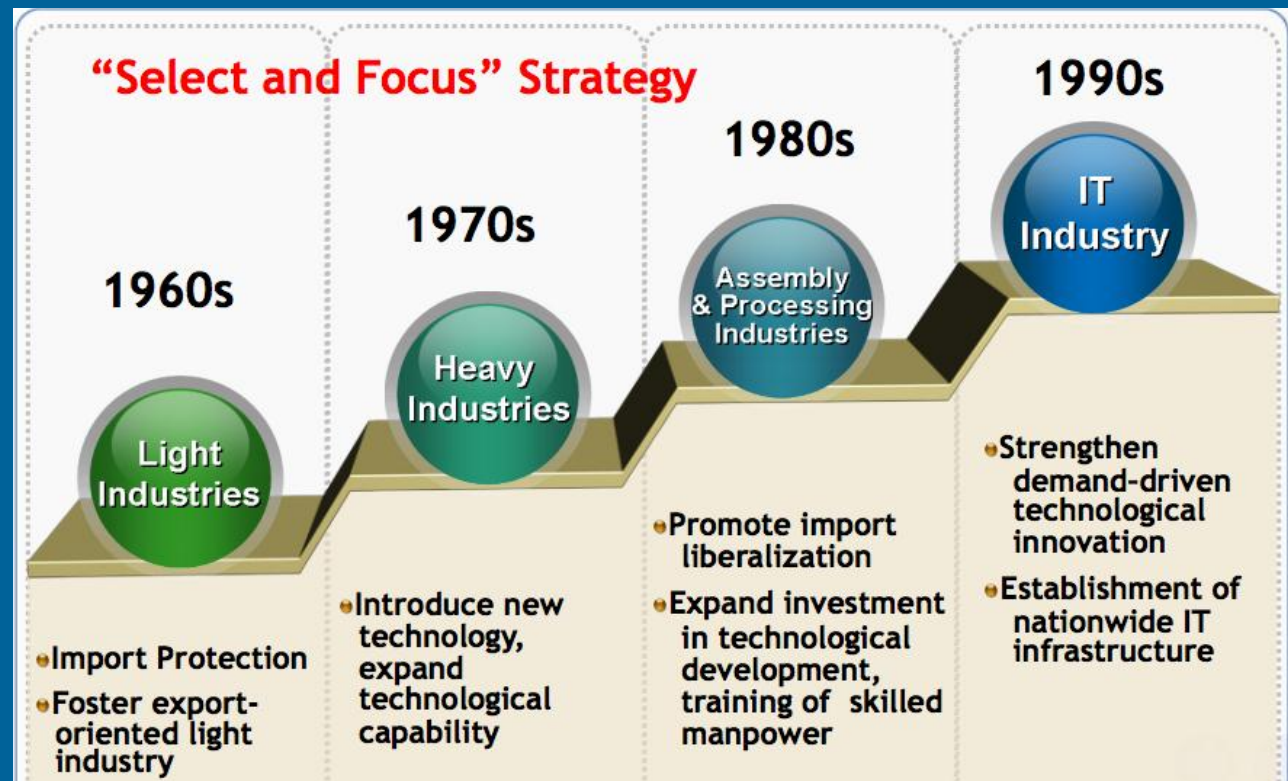 “Select and Focus” Strategy
1960s
Light
Industries
•Import Protection
•Foster export-
oriented light
industry
1970s
Heavy
Industries
•Introduce new
technology,
expand
technological
capability
1980s
Assembly
& Processing
Industries
•Promote import
liberalization
•Expand investment
in technological
development,
training of skilled
manpower
1990s
IT
Industry
•Strengthen
demand-driven
technological
innovation
•Establishment of
nationwide IT
infrastructure